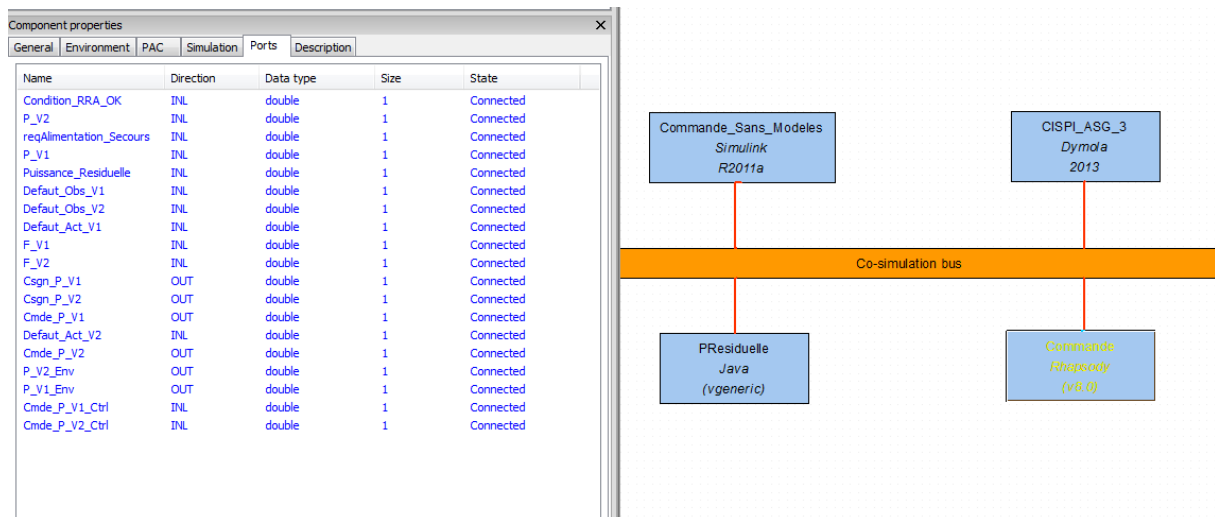 Component properties
General Environment PAC Simulation Ports Description
Name Direction Data type Size State
Condition_RRA_OK INL double 1 Connected
P_V2 INL double 1 Connected
reqAlimentation_Secours INL double 1 Connected
P_V1 INL double 1 Connected
Puissance_Residuelle INL double 1 Connected
Defaut_Obs_V1 INL double 1 Connected
Defaut_Obs_V2 INL double 1 Connected
Defaut_Act_V1 INL double 1 Connected
F_V1 INL double 1 Connected
F_V2 INL double 1 Connected
Csgn_P_V1 OUT double 1 Connected
Csgn_P_V2 OUT double 1 Connected
Cmde_P_V1 OUT double 1 Connected
Defaut_Act_V2 INL double 1 Connected
Cmde_P_V2 OUT double 1 Connected
P_V2_Env OUT double 1 Connected
P_V1_Env OUT double 1 Connected
Cmde_P_V1_Ctrl INL double 1 Connected
Cmde_P_V2_Ctrl INL double 1 Connected
Commande_Sans_Modeles
Simulink
R2011a
CISPI_ASG_3
Dymola
2013
Co-simulation bus
PResiduelle
Java
(vgeneric)
Commande
Rhapsody